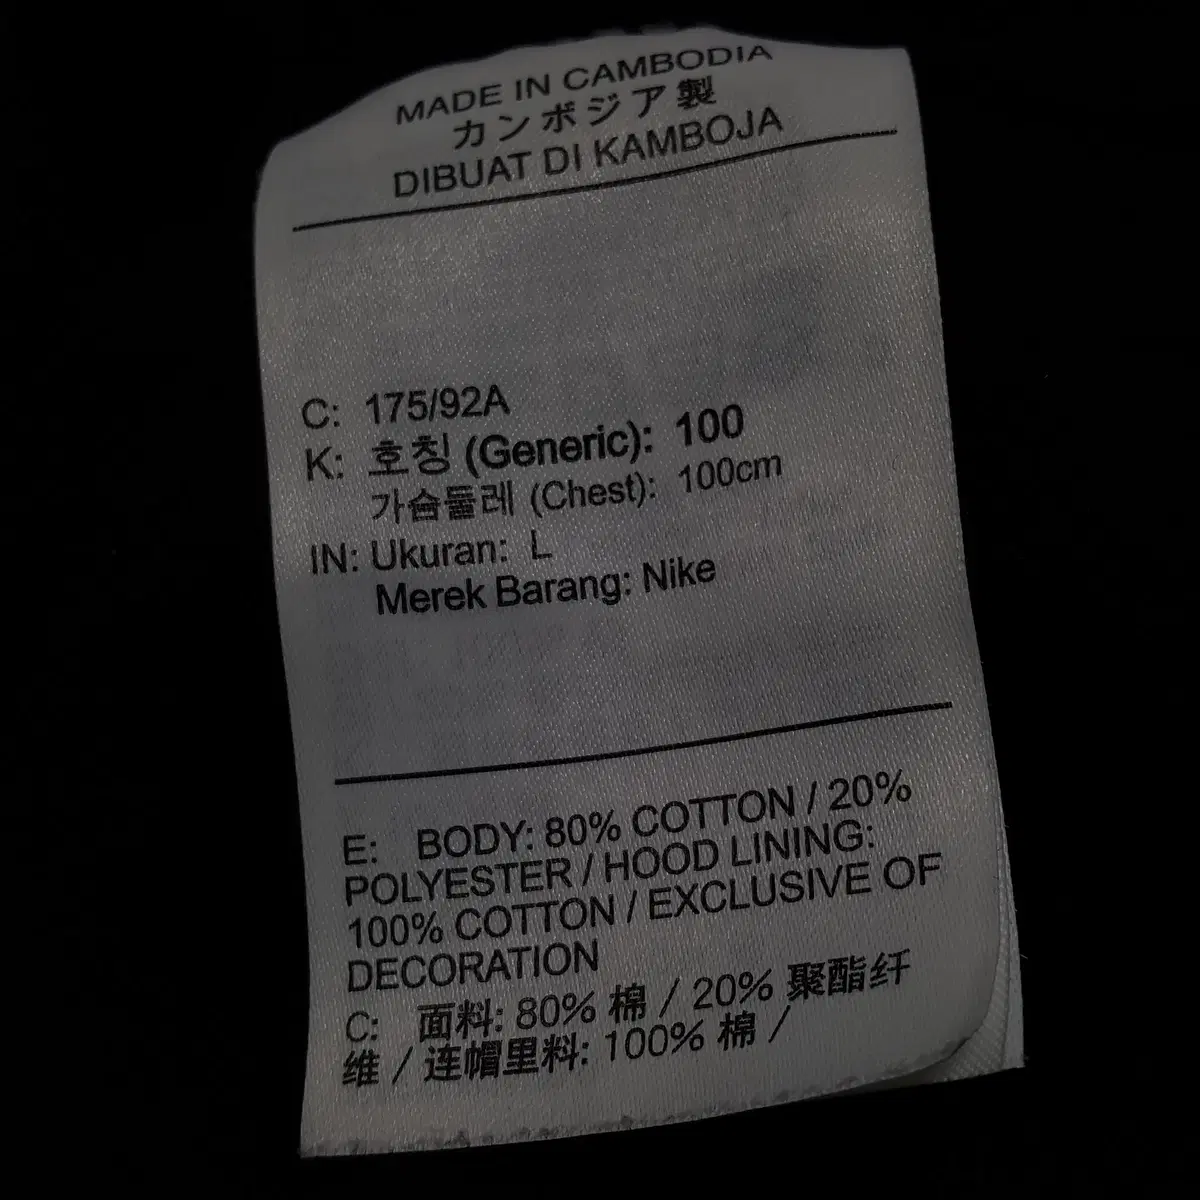 MADE IN CAMBODIA
カンボジア製
DIBUAT DI KAMBOJA
C: 175/92A
K: 호칭 (Generic): 100
가슴둘레 (Chest): 100cm
IN: Ukuran: L
Merek Barang: Nike
E: BODY: 80% COTTON / 20%
POLYESTER / HOOD LINING:
100% COTTON / EXCLUSIVE OF
DECORATION
C: 面料: 80% 棉 / 20% 聚酯纤
维 / 连帽里料: 100% 棉 /